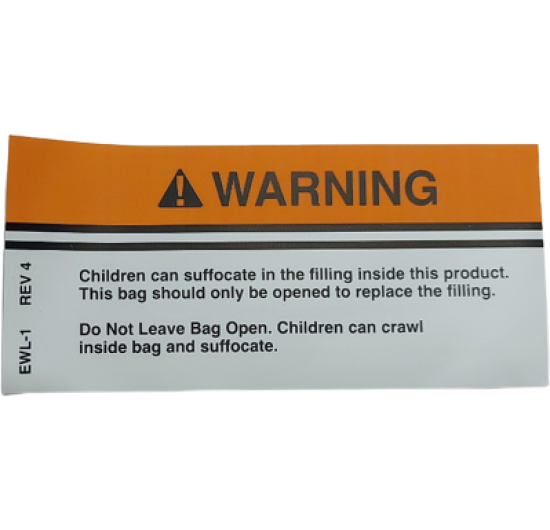 WARNING
Children can suffocate in the filling inside this product.
This bag should only be opened to replace the filling.
Do Not Leave Bag Open. Children can crawl
inside bag and suffocate.
EWL-1 REV 4